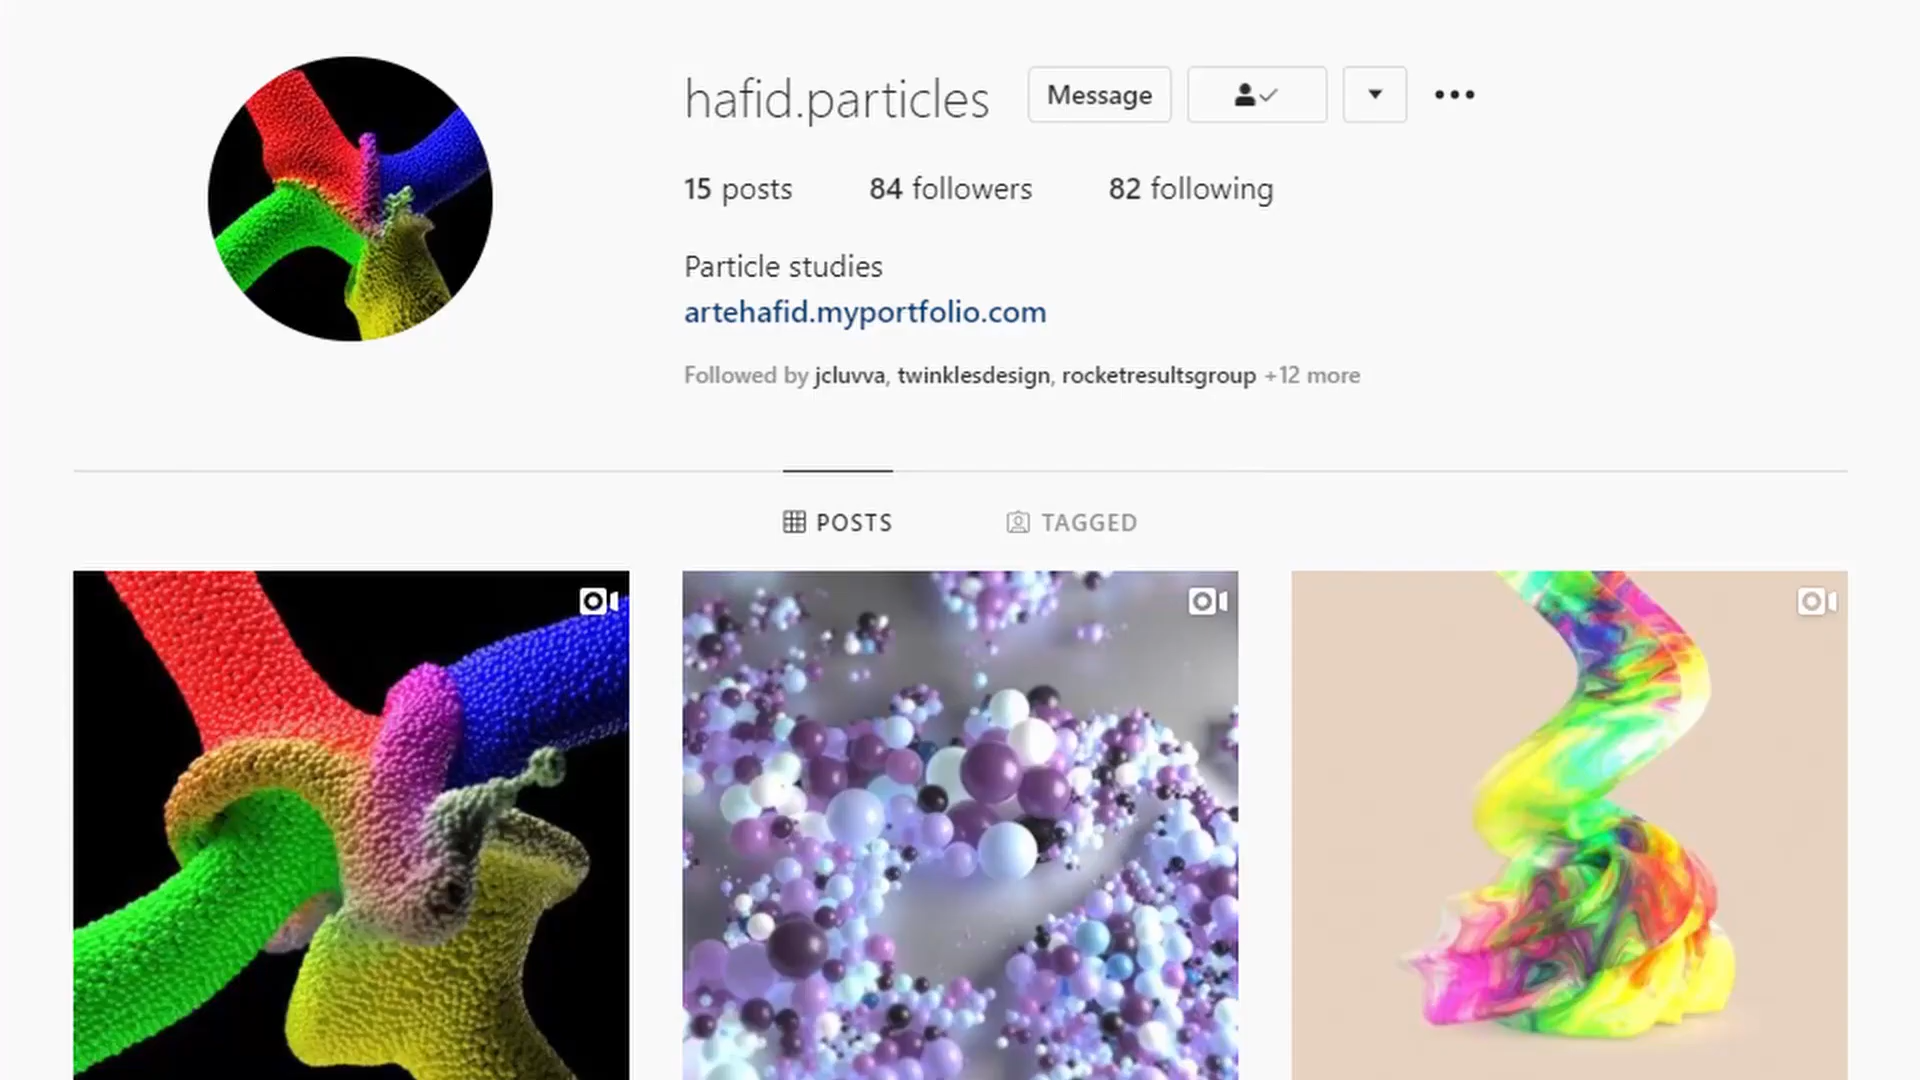 hafid.particles Message
15 posts 84 followers 82 following
Particle studies
artehafid.myportfolio.com
Followed by jcluvva, twinklesdesign, rocketresultsgroup +12 more
POSTS TAGGED